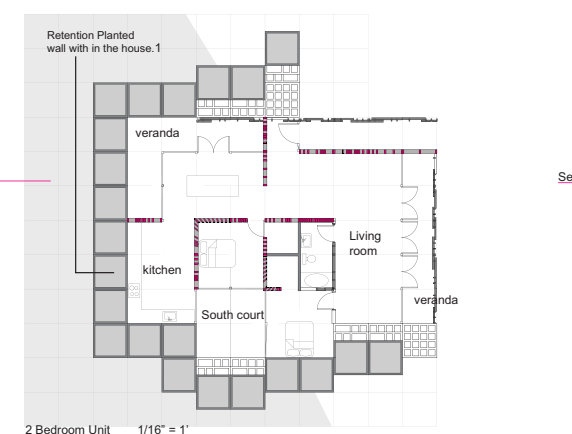 Retention Planted
wall with in the house.1
veranda
Se
Living
room
kitchen
veranda
South court
2 Bedroom Unit 1/16" = 1'